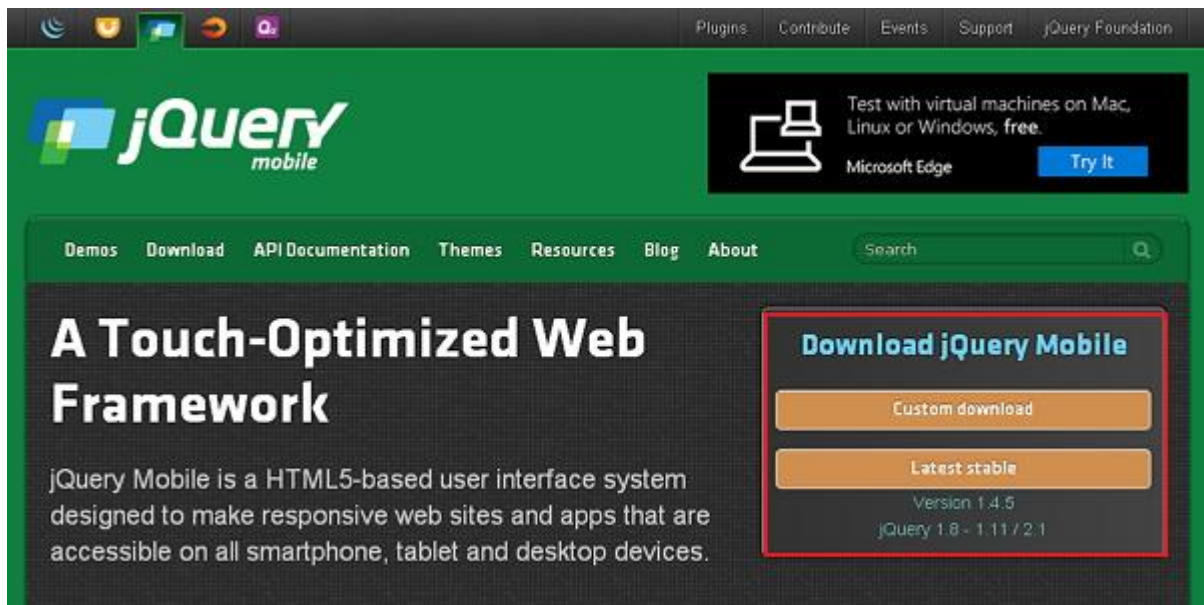 Plugins Contribute Events Support jQuery Foundation
jQuery
mobile
Test with virtual machines on Mac,
Linux or Windows, free.
Microsoft Edge
Try It
Demos Download API Documentation Themes Resources Blog About
Search
A Touch-Optimized Web
Framework
jQuery Mobile is a HTML5-based user interface system
designed to make responsive web sites and apps that are
accessible on all smartphone, tablet and desktop devices.
Download jQuery Mobile
Custom download
Latest stable
Version 1.4.5
jQuery 1.8 - 1.11 / 2.1